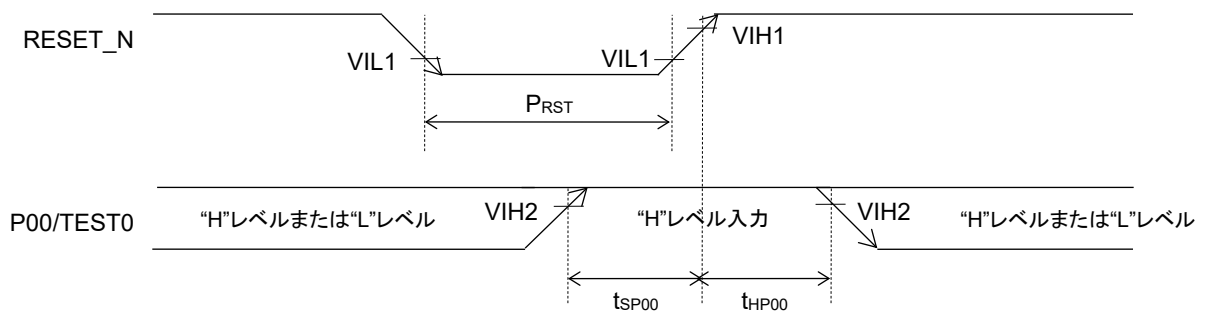 RESET_N
VIL1
VIL1
VIH1
PRST
P00/TEST0
“H”レベルまたは“L”レベル
VIH2
“H”レベル入力
VIH2
“H”レベルまたは“L”レベル
tSP00
tHP00